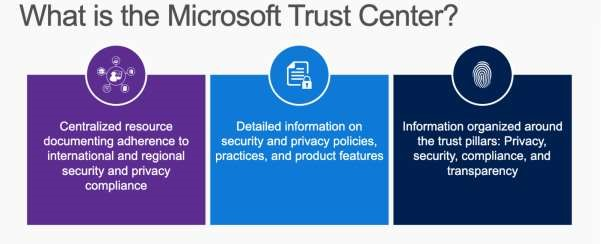 What is the Microsoft Trust Center?
Centralized resource
documenting adherence to
international and regional
security and privacy
compliance
Detailed information on
security and privacy policies,
practices, and product features
Information organized around
the trust pillars: Privacy,
security, compliance, and
transparency